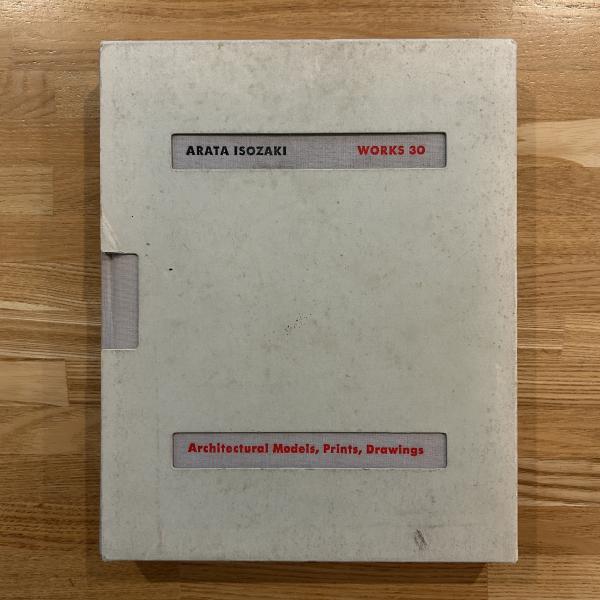 ARATA ISOZAKI WORKS 30
Architectural Models, Prints, Drawings